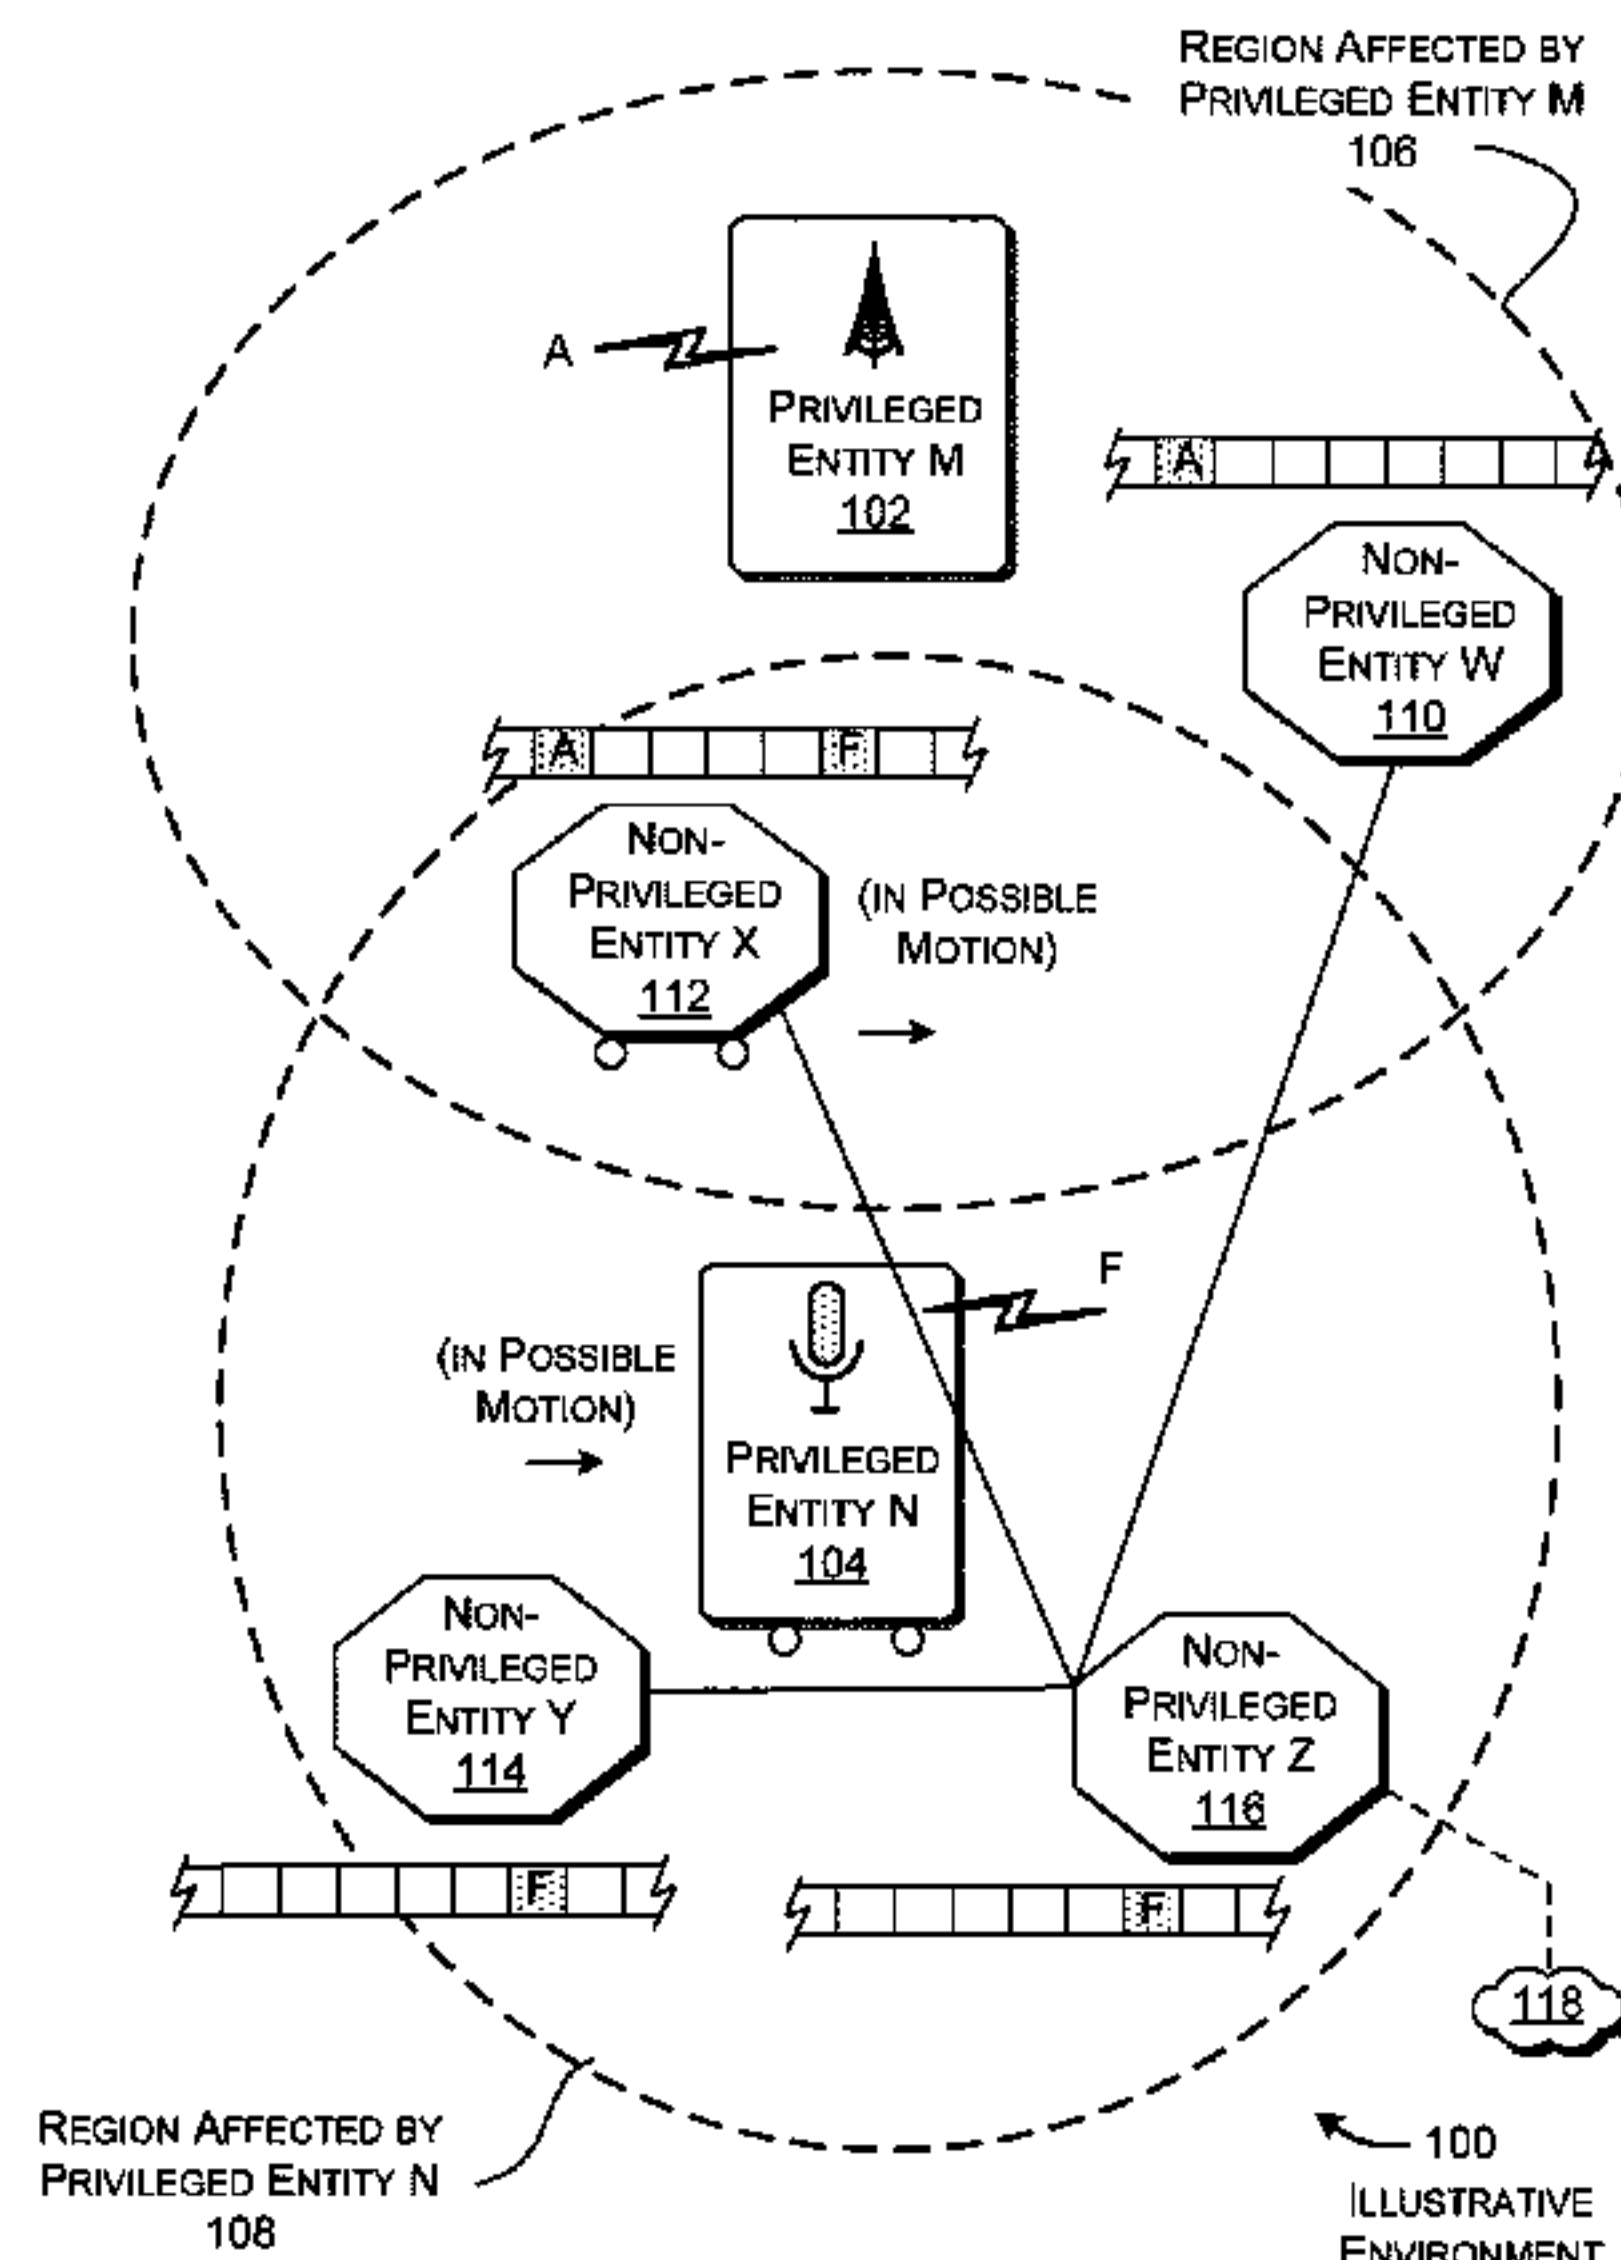 REGION AFFECTED BY
PRIVILEGED ENTITY M
106
A
PRIVILEGED
ENTITY M
102
A
NON-
PRIVILEGED
ENTITY W
110
A
F
NON-
PRIVILEGED
ENTITY X
112
(IN POSSIBLE
MOTION)
F
(IN POSSIBLE
MOTION)
PRIVILEGED
ENTITY N
104
NON-
PRIVILEGED
ENTITY Y
114
NON-
PRIVILEGED
ENTITY Z
116
F
F
118
REGION AFFECTED BY
PRIVILEGED ENTITY N
108
100
ILLUSTRATIVE
ENVIRONMENT